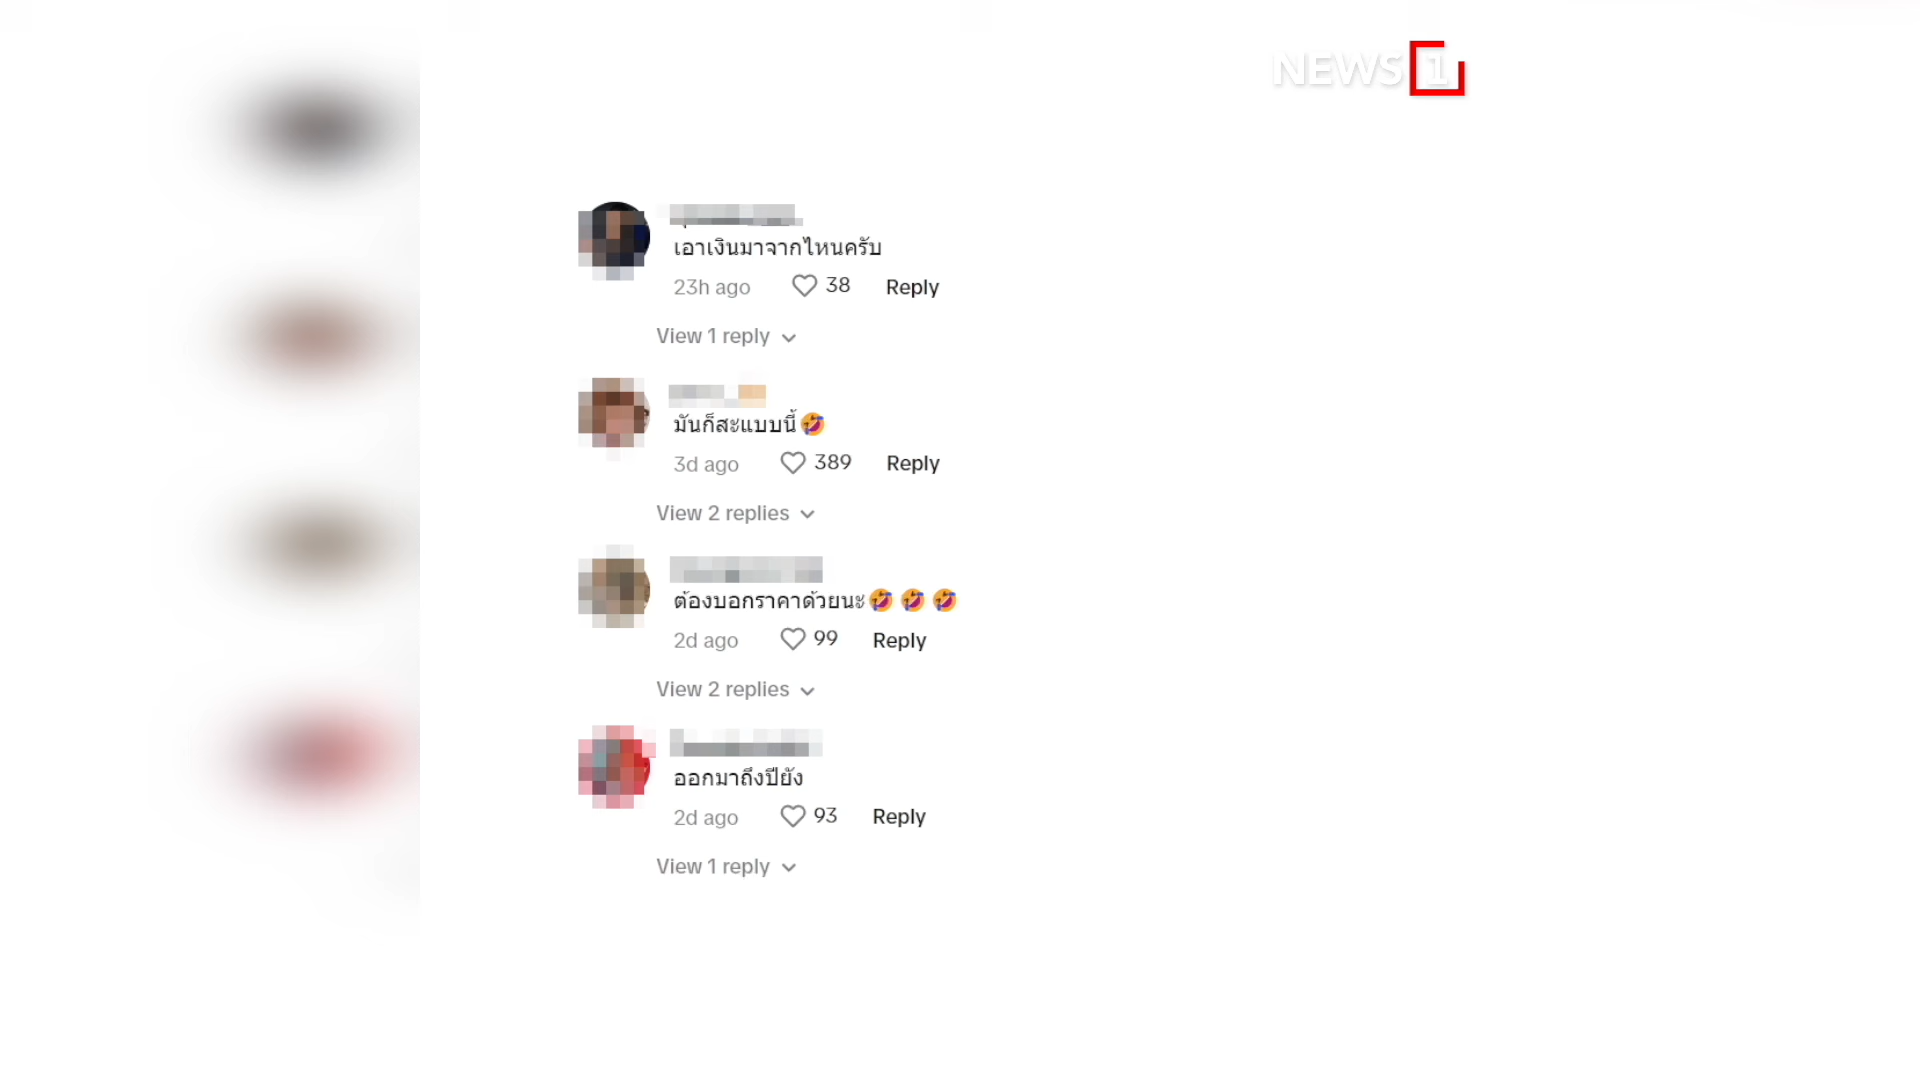 NEWS 1
เอาเงินมาจากไหนครับ
23h ago 38 Reply
View 1 reply
มันก็สะแบบนี้🤣
3d ago 389 Reply
View 2 replies
ต้องบอกราคาด้วยนะ🤣🤣🤣
2d ago 99 Reply
View 2 replies
ออกมาถึงปียัง
2d ago 93 Reply
View 1 reply